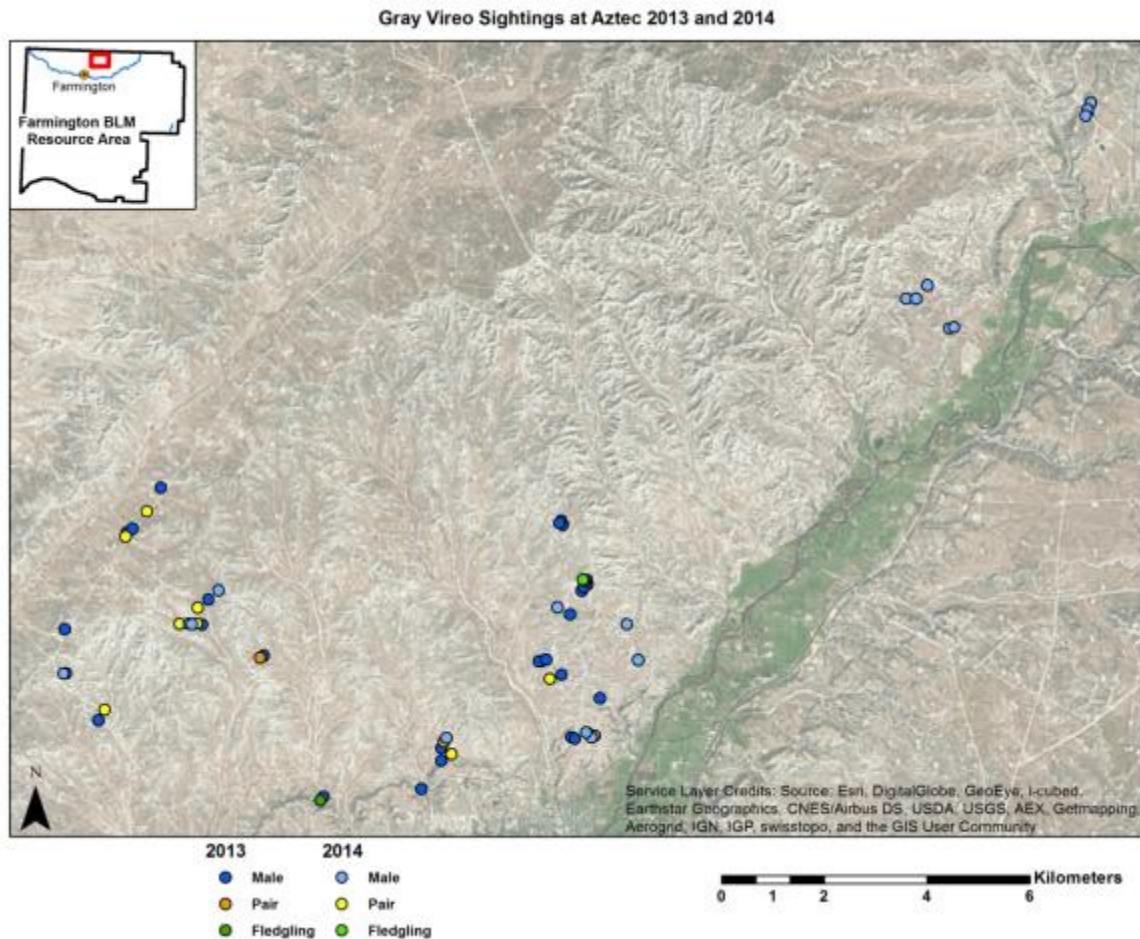 Gray Vireo Sightings at Aztec 2013 and 2014
Farmington
Farmington BLM
Resource Area
N
Service Layer Credits: Source: Esri, DigitalGlobe, GeoEye, i-cubed,
Earthstar Geographics, CNES/Airbus DS, USDA, USGS, AEX, Getmapping,
Aerogrid, IGN, IGP, swisstopo, and the GIS User Community
2013 2014
Male Male
Pair Pair
Fledgling Fledgling
Kilometers
0 1 2 4 6